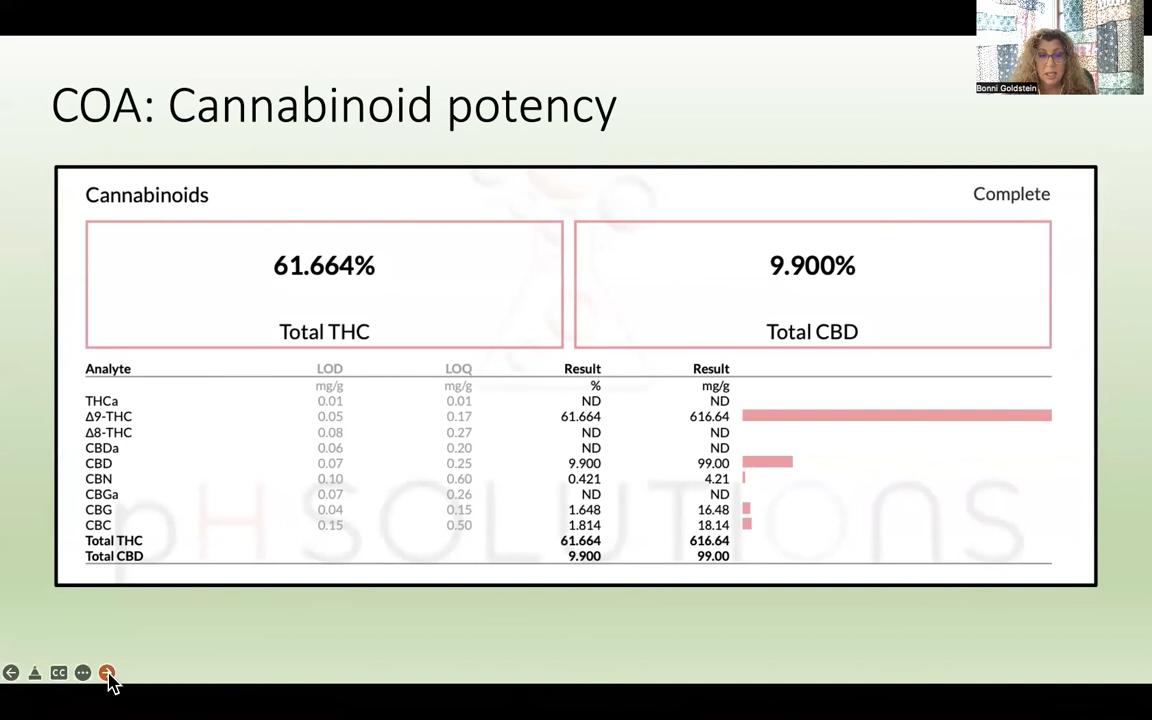 Bonni Goldstein
COA: Cannabinoid potency
Cannabinoids Complete
61.664% 9.900%
Total THC Total CBD
Analyte LOD LOQ Result Result
mg/g mg/g % mg/g
THCa 0.01 0.01 ND ND
Δ9-THC 0.05 0.17 61.664 616.64
Δ8-THC 0.08 0.27 ND ND
CBDa 0.06 0.20 ND ND
CBD 0.07 0.25 9.900 99.00
CBN 0.10 0.60 0.421 4.21
CBGa 0.07 0.26 ND ND
CBG 0.04 0.15 1.648 16.48
CBC 0.15 0.50 1.814 18.14
Total THC 61.664 616.64
Total CBD 9.900 99.00
pH SOLUTIONS
CC